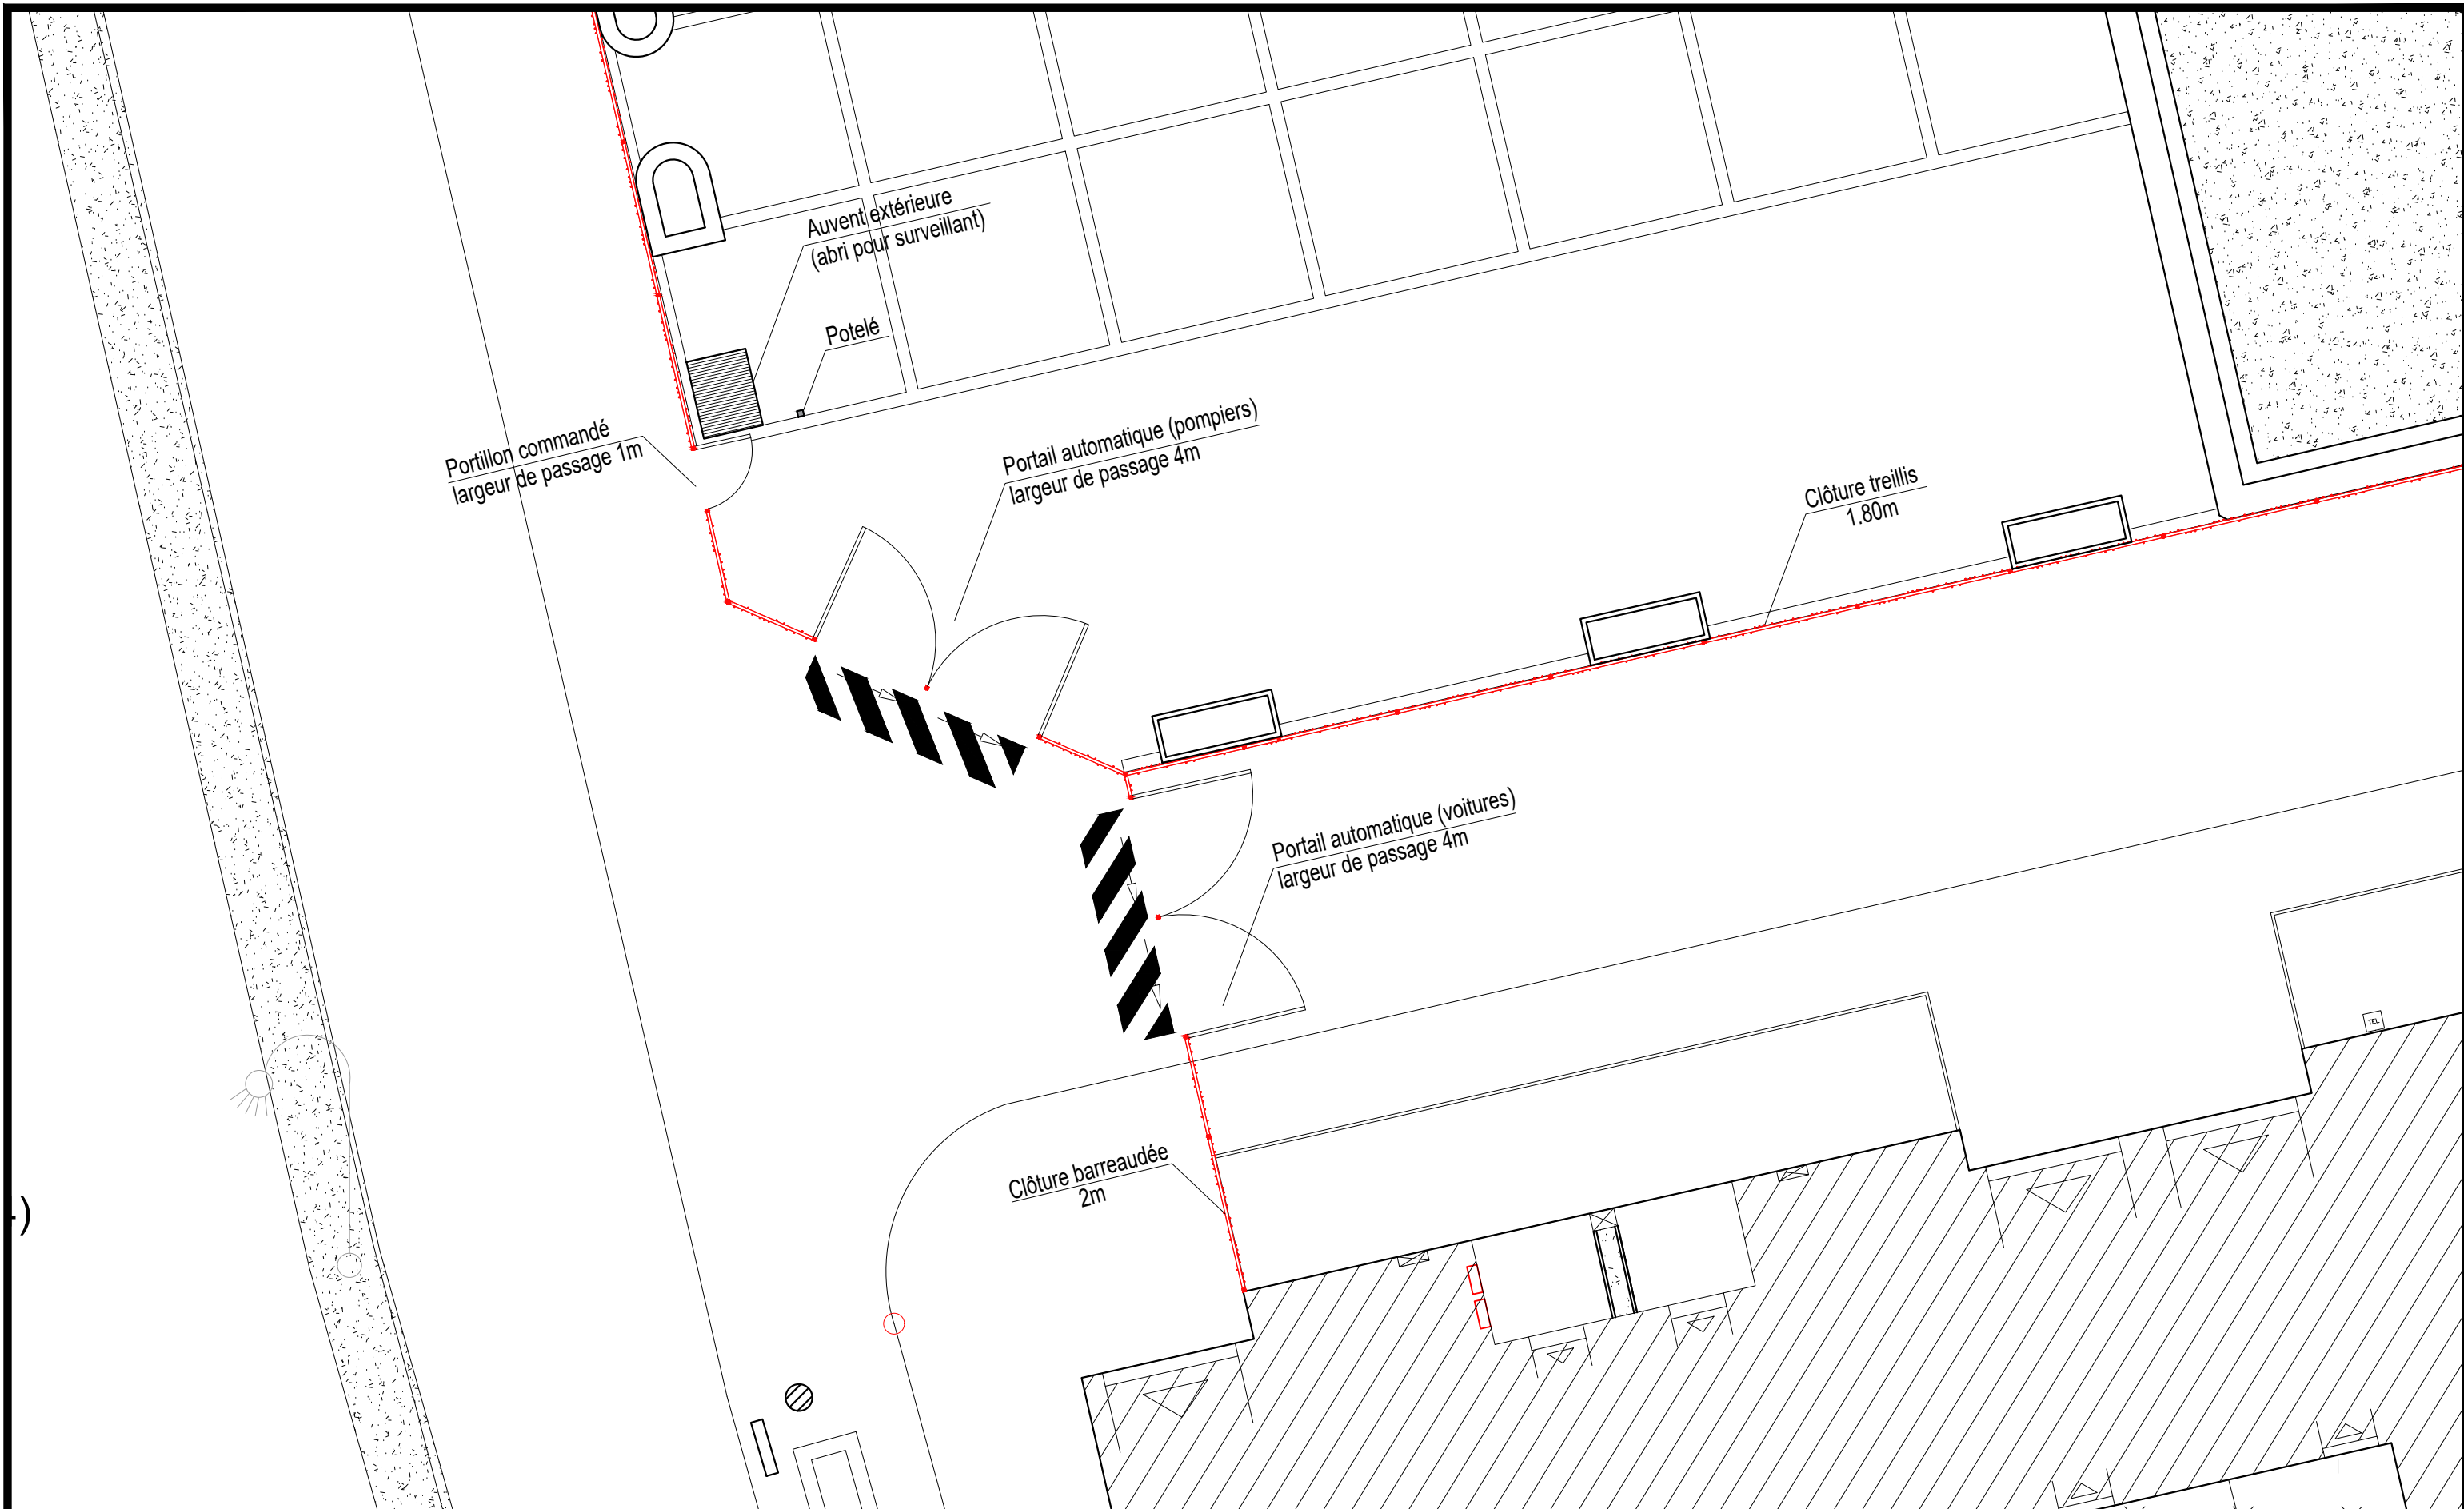 Auvent extérieure
(abri pour surveillant)
Potelé
Portillon commandé
largeur de passage 1m
Portail automatique (pompiers)
largeur de passage 4m
Clôture treillis
1.80m
Portail automatique (voitures)
largeur de passage 4m
TEL
Clôture barreaudée
2m
)